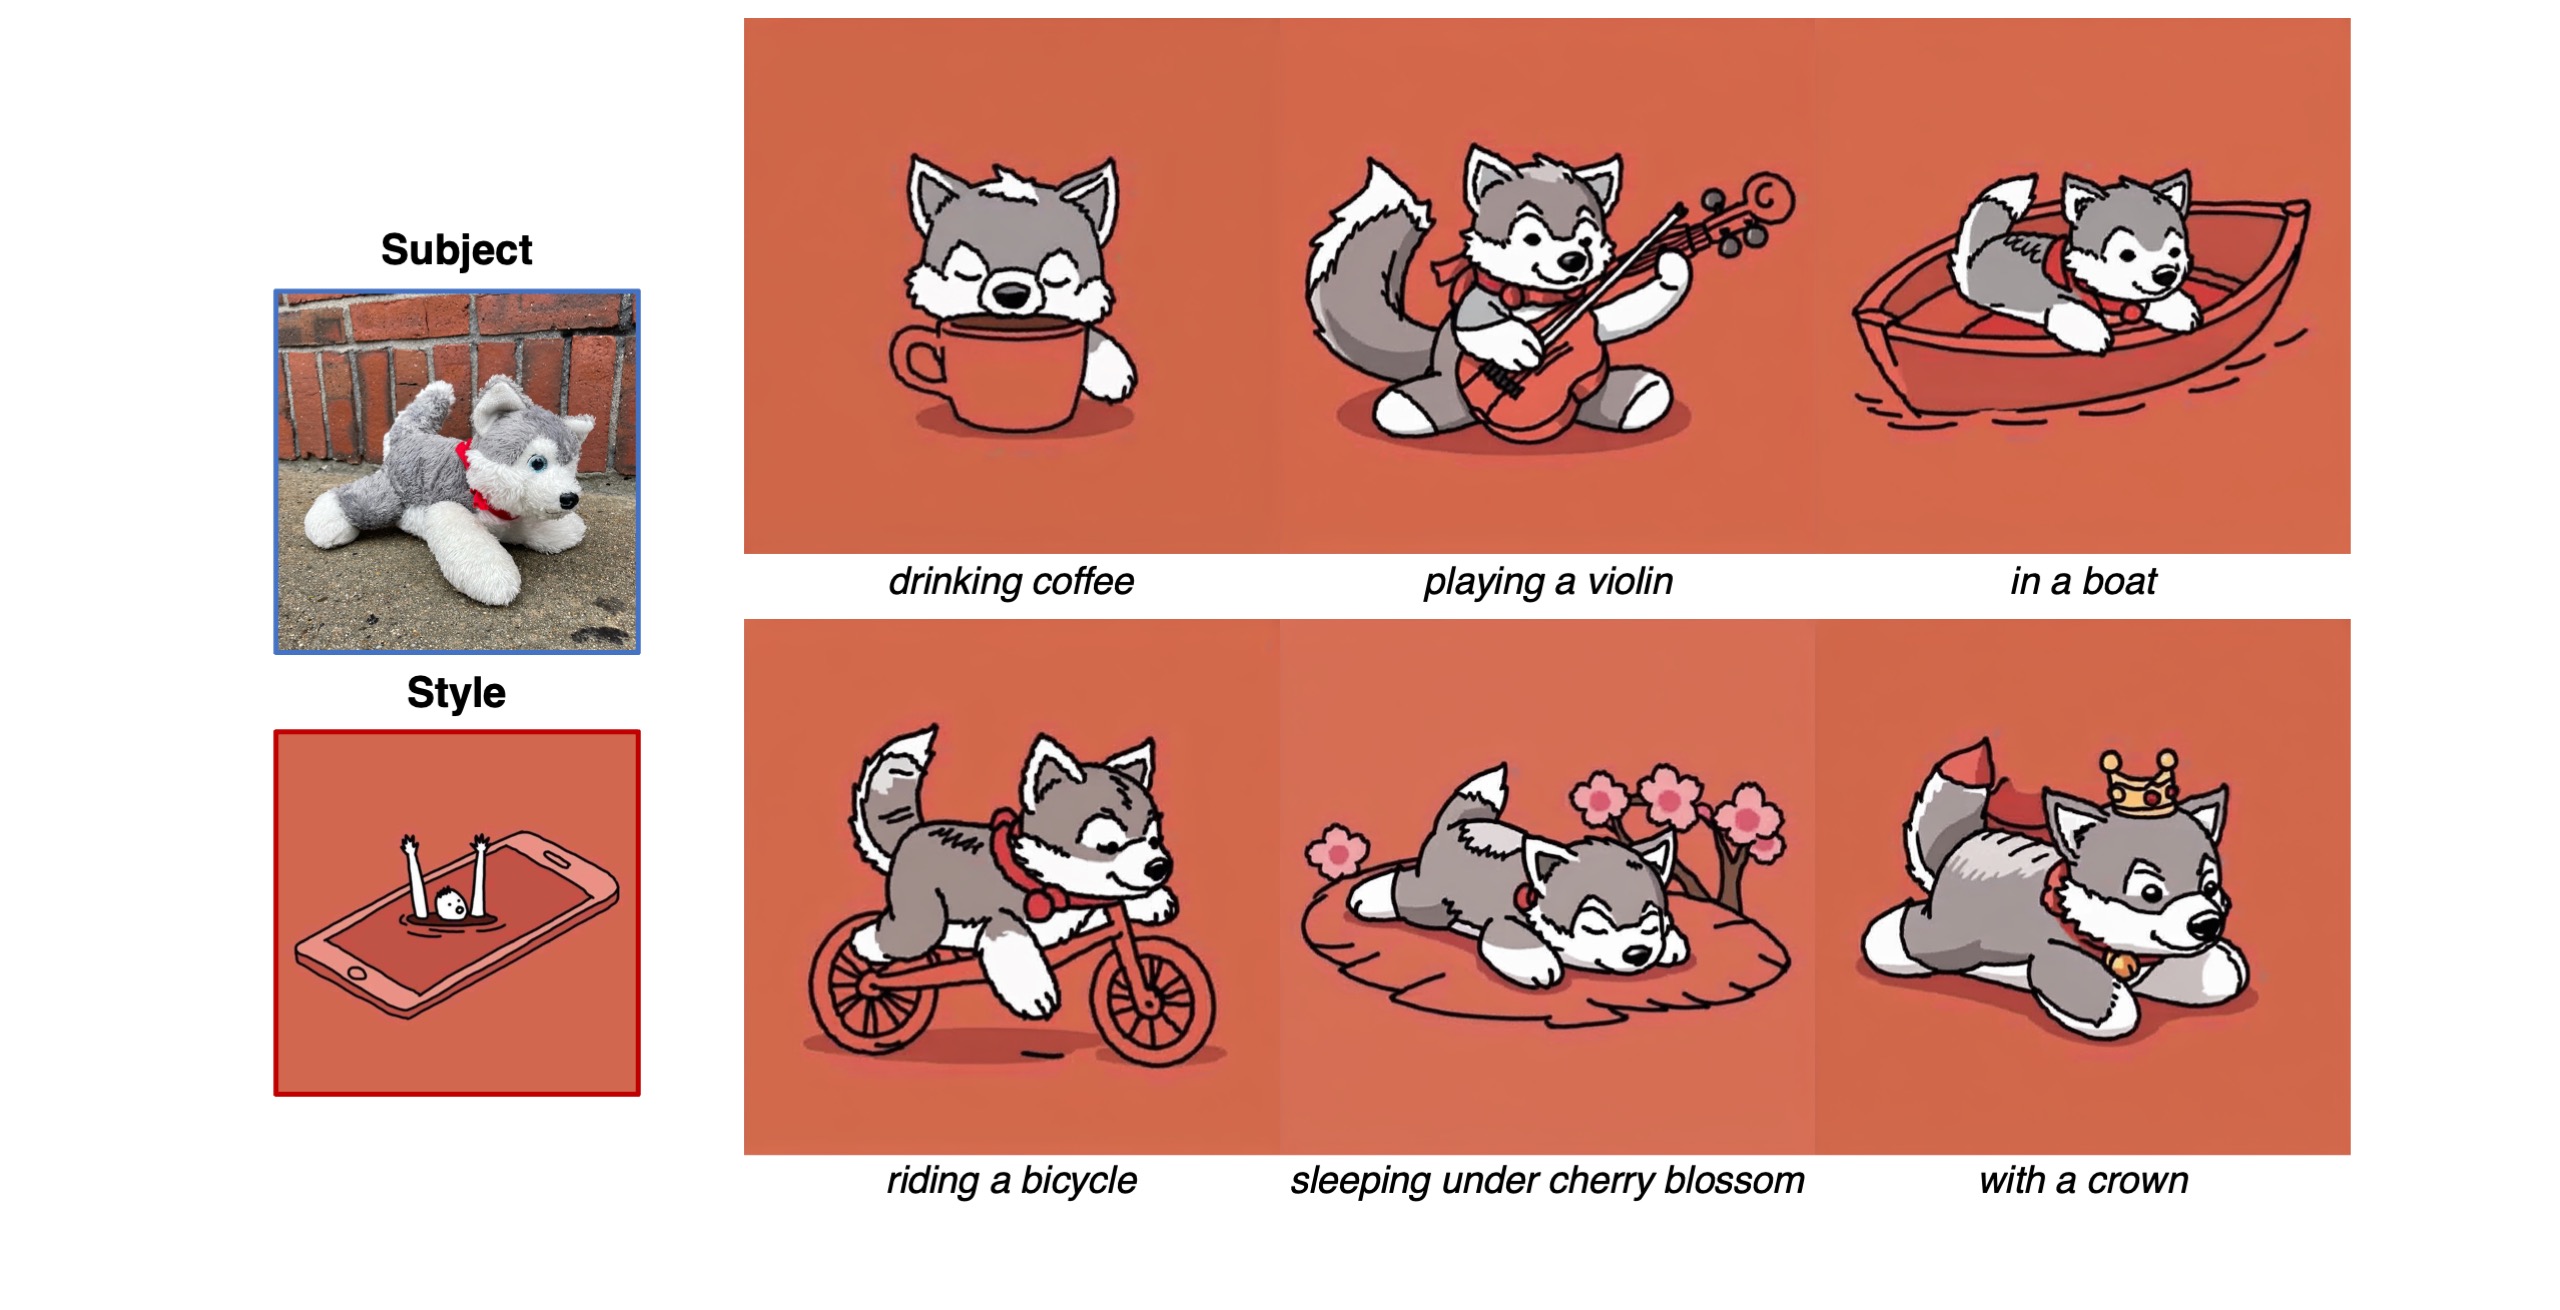 Subject
Style
drinking coffee
playing a violin
in a boat
riding a bicycle
sleeping under cherry blossom
with a crown